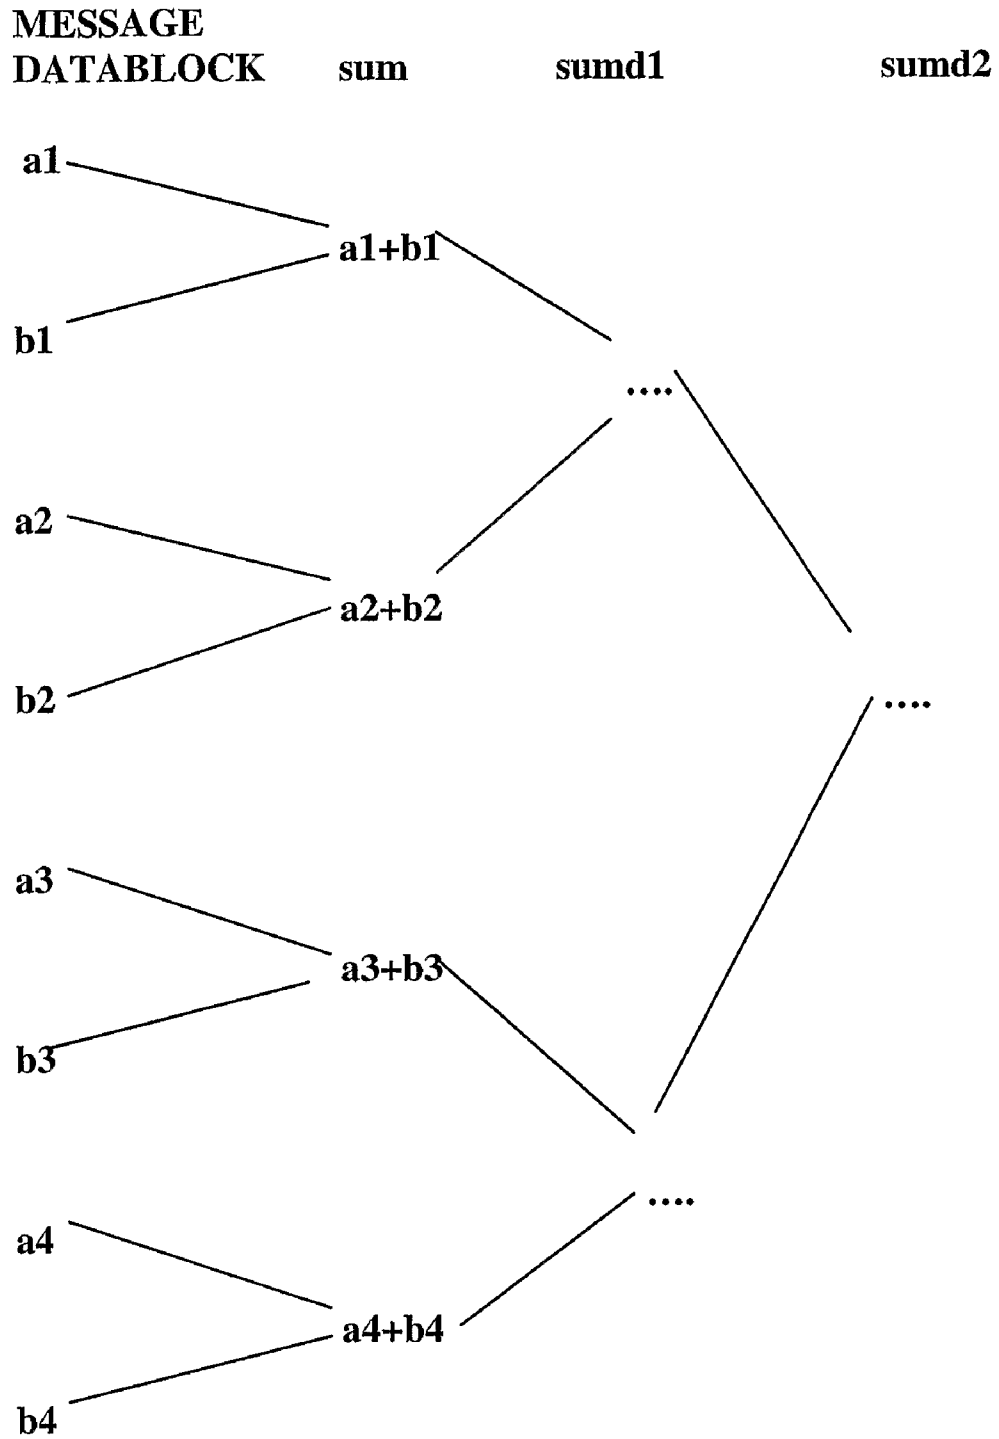 MESSAGE
DATABLOCK sum sumd1 sumd2
a1
a1+b1
b1
....
a2
a2+b2
b2
....
a3
a3+b3
b3
....
a4
a4+b4
b4